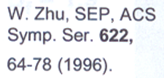 W. Zhu, SEP, ACS
Symp. Ser. 622,
64-78 (1996).